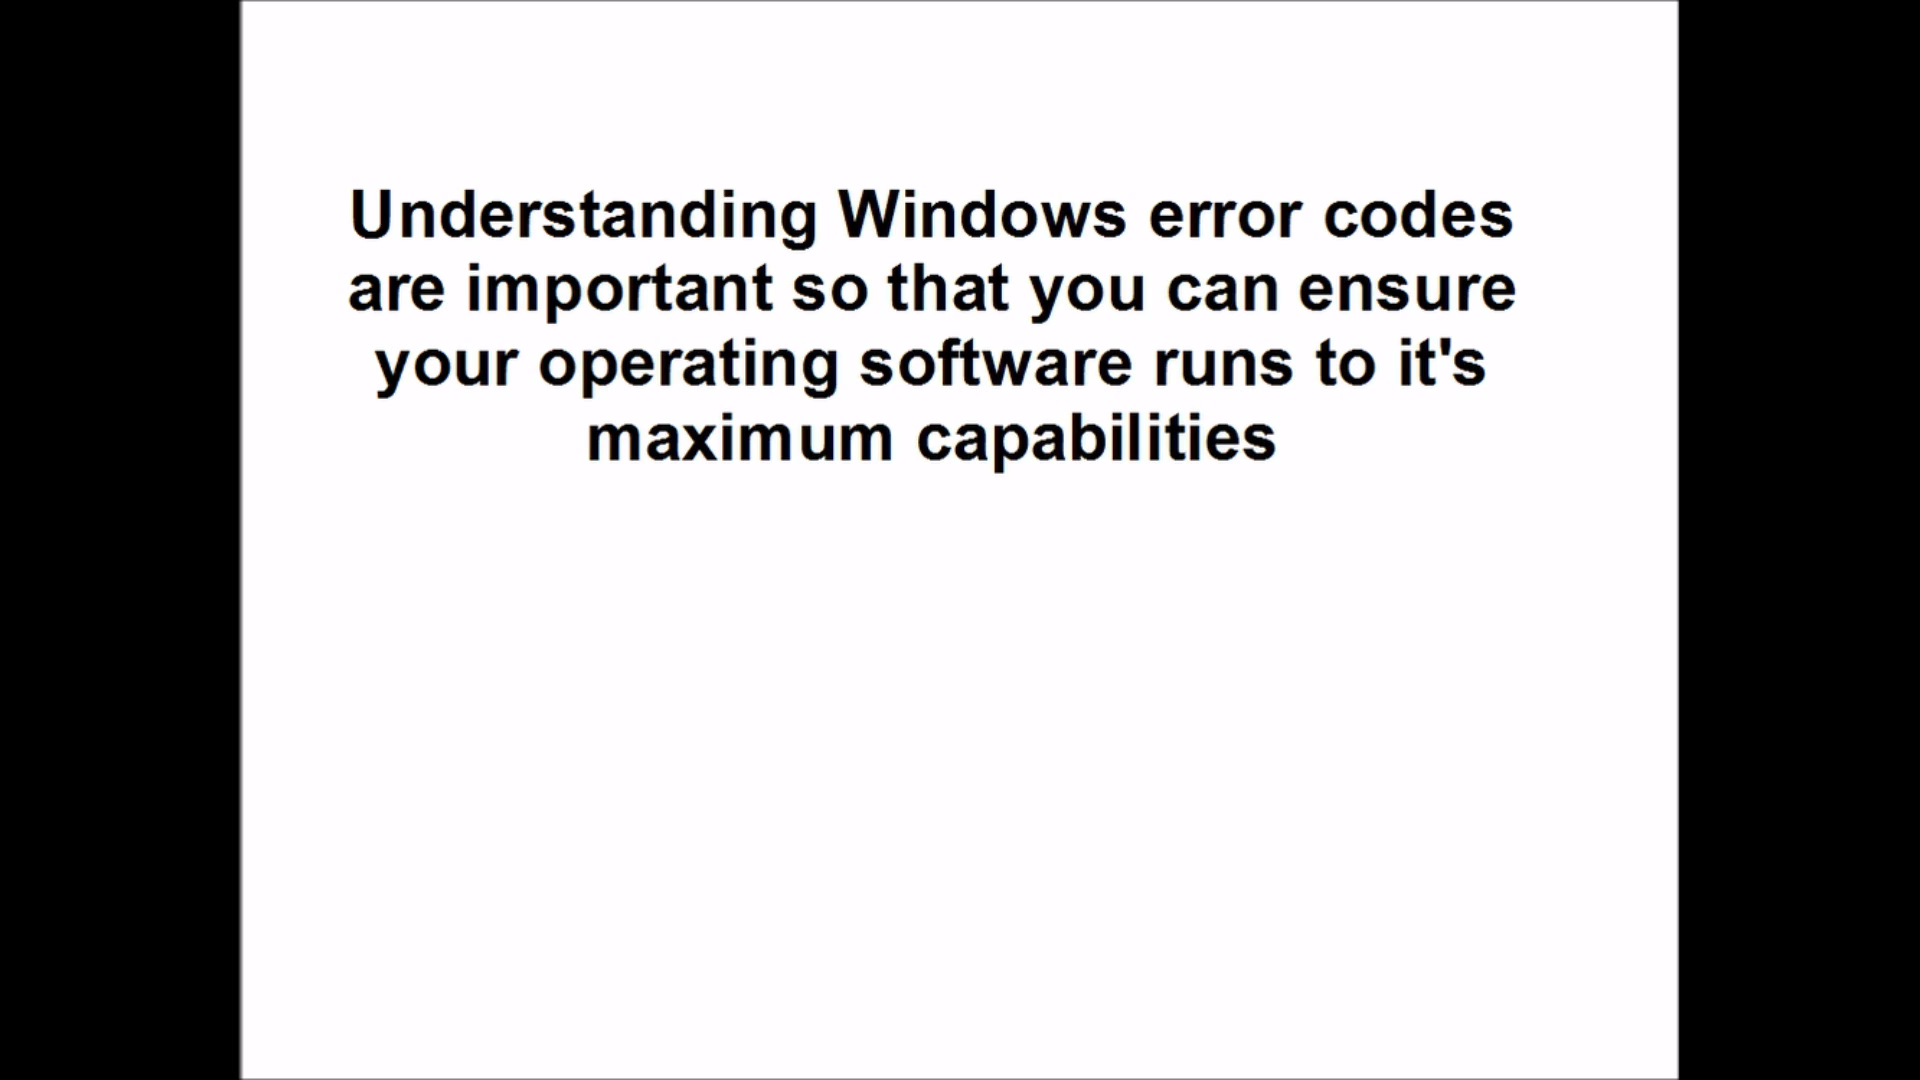 Understanding Windows error codes
are important so that you can ensure
your operating software runs to it's
maximum capabilities